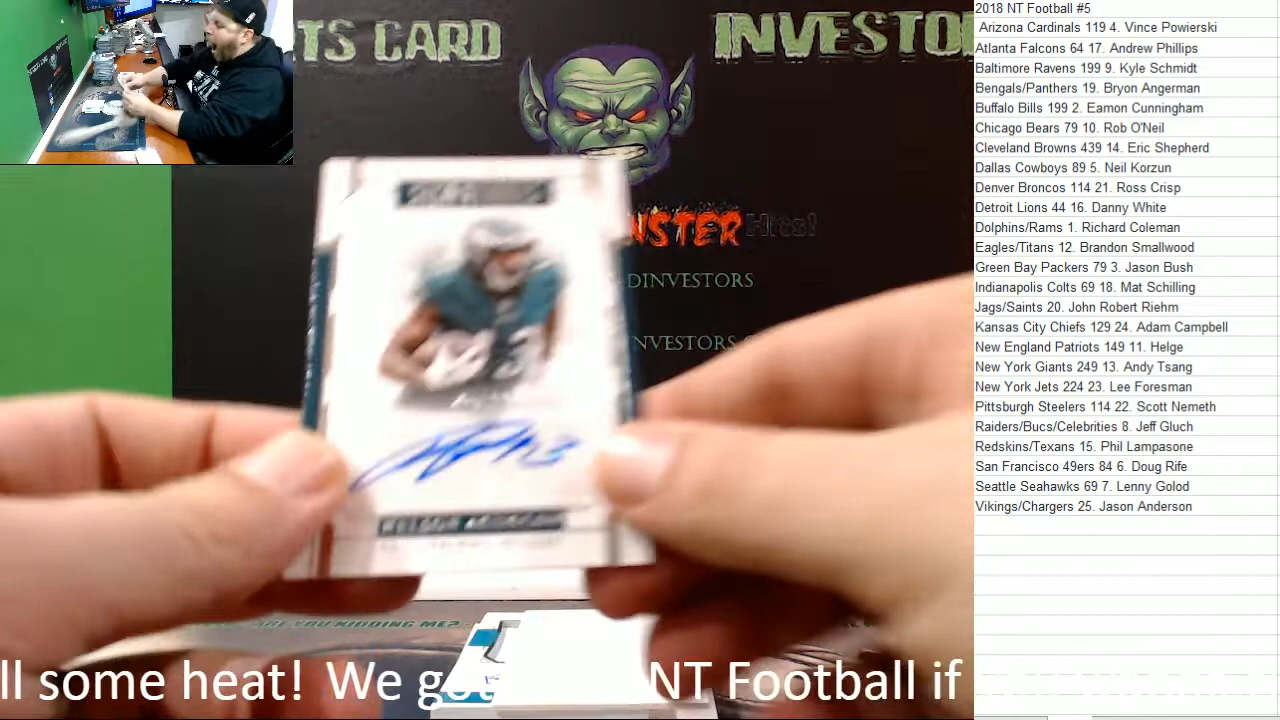 TS CARD INVESTO
NSTER Hits!
DINVESTORS
NVESTORS.C
ARE YOU KIDDING ME? -
ll some heat! We go NT Football if
2018 NT Football #5
Arizona Cardinals 119 4. Vince Powierski
Atlanta Falcons 64 17. Andrew Phillips
Baltimore Ravens 199 9. Kyle Schmidt
Bengals/Panthers 19. Bryon Angerman
Buffalo Bills 199 2. Eamon Cunningham
Chicago Bears 79 10. Rob O'Neil
Cleveland Browns 439 14. Eric Shepherd
Dallas Cowboys 89 5. Neil Korzun
Denver Broncos 114 21. Ross Crisp
Detroit Lions 44 16. Danny White
Dolphins/Rams 1. Richard Coleman
Eagles/Titans 12. Brandon Smallwood
Green Bay Packers 79 3. Jason Bush
Indianapolis Colts 69 18. Mat Schilling
Jags/Saints 20. John Robert Riehm
Kansas City Chiefs 129 24. Adam Campbell
New England Patriots 149 11. Helge
New York Giants 249 13. Andy Tsang
New York Jets 224 23. Lee Foresman
Pittsburgh Steelers 114 22. Scott Nemeth
Raiders/Bucs/Celebrities 8. Jeff Gluch
Redskins/Texans 15. Phil Lampasone
San Francisco 49ers 84 6. Doug Rife
Seattle Seahawks 69 7. Lenny Golod
Vikings/Chargers 25. Jason Anderson